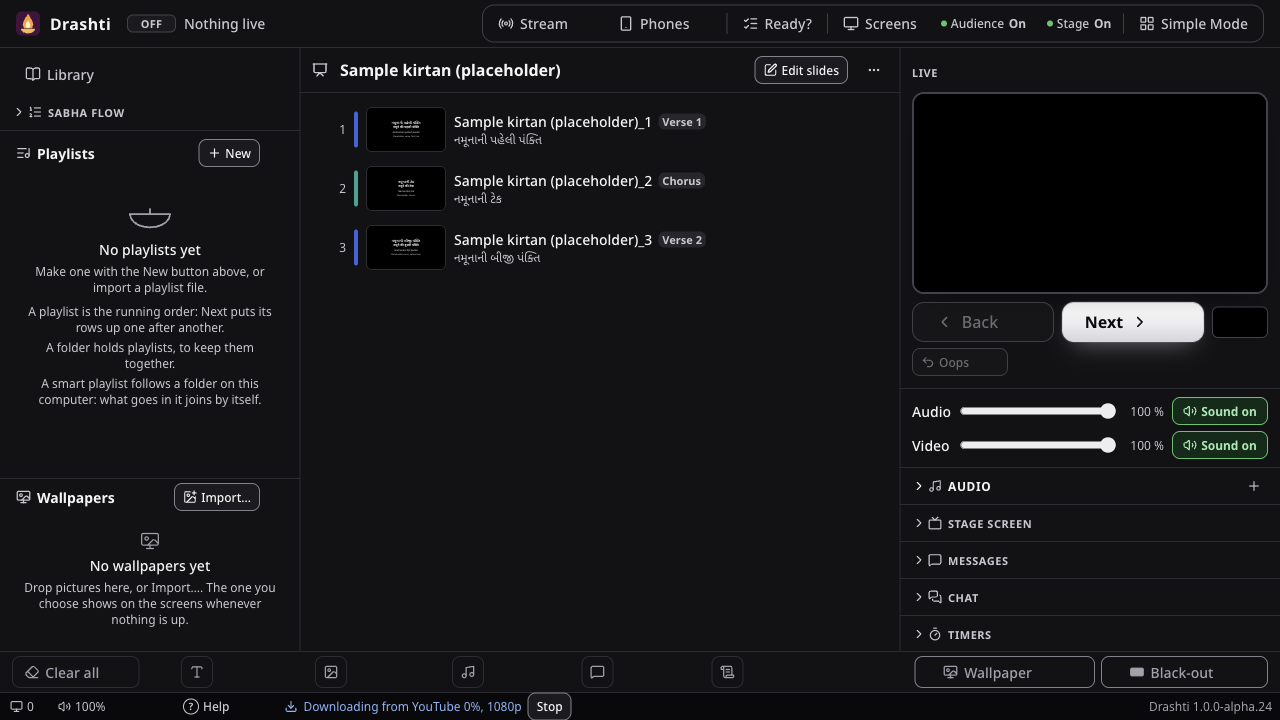 Drashti
OFF
Nothing live
Stream
Phones
Ready?
Screens
Audience On
Stage On
Simple Mode
Library
SABHA FLOW
Playlists
New
No playlists yet
Make one with the New button above, or
import a playlist file.
A playlist is the running order: Next puts its
rows up one after another.
A folder holds playlists, to keep them
together.
A smart playlist follows a folder on this
computer: what goes in it joins by itself.
Wallpapers
Import...
No wallpapers yet
Drop pictures here, or Import.... The one you
choose shows on the screens whenever
nothing is up.
Sample kirtan (placeholder)
Edit slides
1
Sample kirtan (placeholder)_1
Verse 1
નમૂનાની પહેલી પંક્તિ
2
Sample kirtan (placeholder)_2
Chorus
નમૂનાની ટેક
3
Sample kirtan (placeholder)_3
Verse 2
નમૂનાની બીજી પંક્તિ
LIVE
Back
Next
Oops
Audio
100 %
Sound on
Video
100 %
Sound on
AUDIO
STAGE SCREEN
MESSAGES
CHAT
TIMERS
Clear all
Wallpaper
Black-out
0
100%
? Help
Downloading from YouTube 0%, 1080p
Stop
Drashti 1.0.0-alpha.24